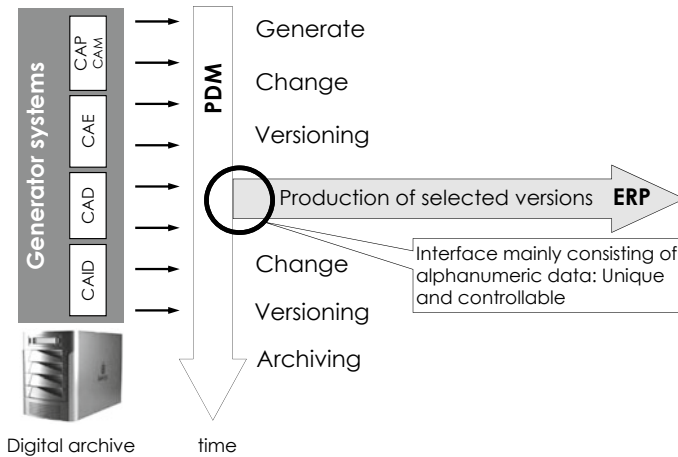 Generator systems
CAP
CAM
CAE
CAD
CAID
PDM
Generate
Change
Versioning
Production of selected versions ERP
Interface mainly consisting of
alphanumeric data: Unique
and controllable
Change
Versioning
Archiving
Digital archive
time